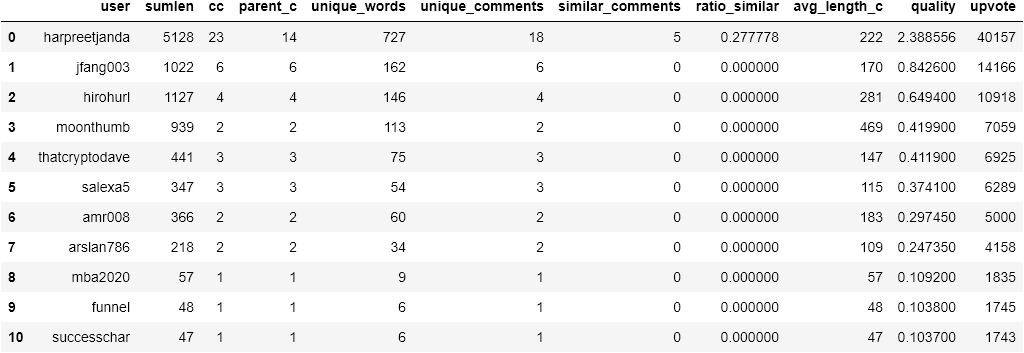 user sumlen cc parent_c unique_words unique_comments similar_comments ratio_similar avg_length_c quality upvote
0 harpreetjanda 5128 23 14 727 18 5 0.277778 222 2.388556 40157
1 jfang003 1022 6 6 162 6 0 0.000000 170 0.842600 14166
2 hirohurl 1127 4 4 146 4 0 0.000000 281 0.649400 10918
3 moonthumb 939 2 2 113 2 0 0.000000 469 0.419900 7059
4 thatcryptodave 441 3 3 75 3 0 0.000000 147 0.411900 6925
5 salexa5 347 3 3 54 3 0 0.000000 115 0.374100 6289
6 amr008 366 2 2 60 2 0 0.000000 183 0.297450 5000
7 arslan786 218 2 2 34 2 0 0.000000 109 0.247350 4158
8 mba2020 57 1 1 9 1 0 0.000000 57 0.109200 1835
9 funnel 48 1 1 6 1 0 0.000000 48 0.103800 1745
10 successchar 47 1 1 6 1 0 0.000000 47 0.103700 1743